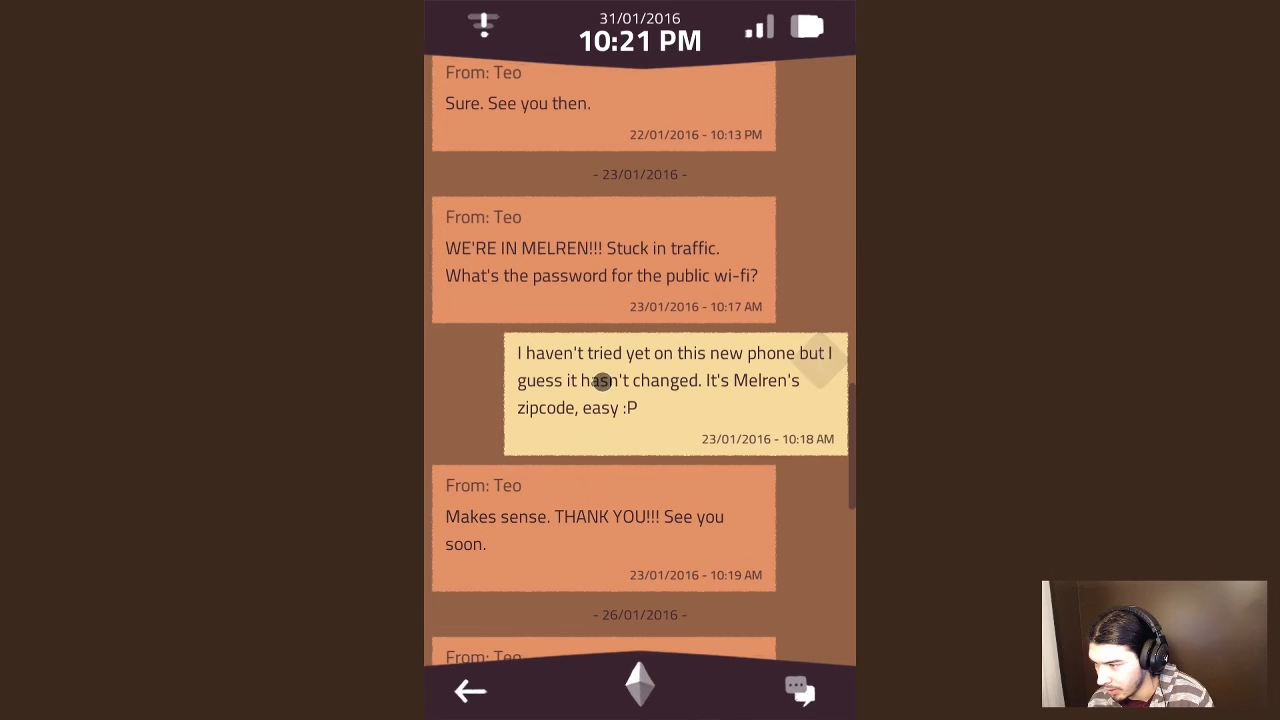 31/01/2016
10:21 PM
From: Teo
Sure. See you then.
22/01/2016 - 10:13 PM
- 23/01/2016 -
From: Teo
WE'RE IN MELREN!!! Stuck in traffic.
What's the password for the public wi-fi?
23/01/2016 - 10:17 AM
I haven't tried yet on this new phone but I
guess it hasn't changed. It's Melren's
zipcode, easy :P
23/01/2016 - 10:18 AM
From: Teo
Makes sense. THANK YOU!!! See you
soon.
23/01/2016 - 10:19 AM
- 26/01/2016 -
From: Teo